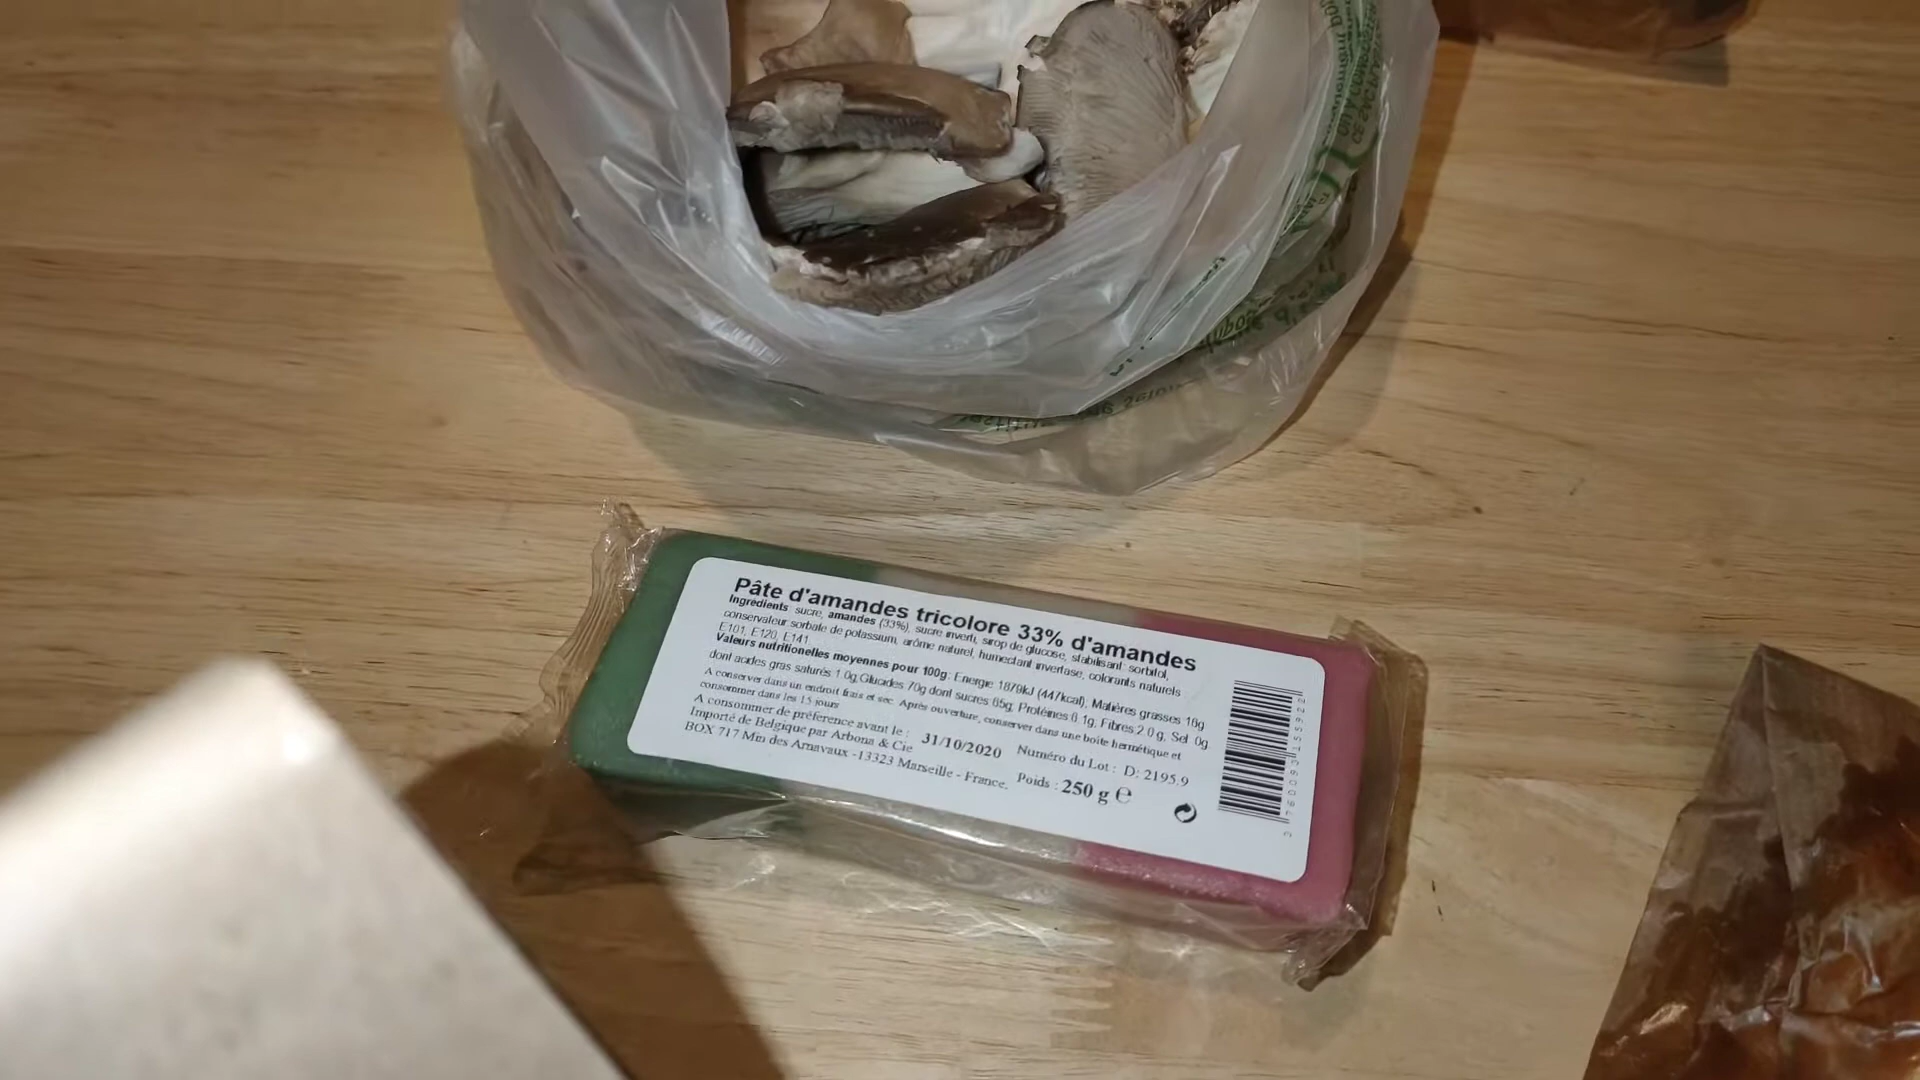 Pâte d'amandes tricolore 33% d'amandes
Ingrédients sucre, amandes (33%), sucre inverti, sirop de glucose, stabilisant: sorbitol,
conservateur sorbate de potassium, arôme naturel, humectant invertase, colorants naturels
E101, E120, E141
Valeurs nutritionelles moyennes pour 100g: Energie 1879kJ (447kcal), Matières grasses 16g
dont acides gras saturés 1.0g, Glucides 70g dont sucres 65g, Protéines 6.1g, Fibres 2.0 g, Sel 0g
A conserver dans un endroit frais et sec. Après ouverture, conserver dans une boite hermétique et
consommer dans les 15 jours
A consommer de préférence avant le : 31/10/2020 Numéro du Lot : D: 2195.9
Importé de Belgique par Arbona & Cie
BOX 717 Min des Arnavaux -13323 Marseille - France. Poids : 250 g e